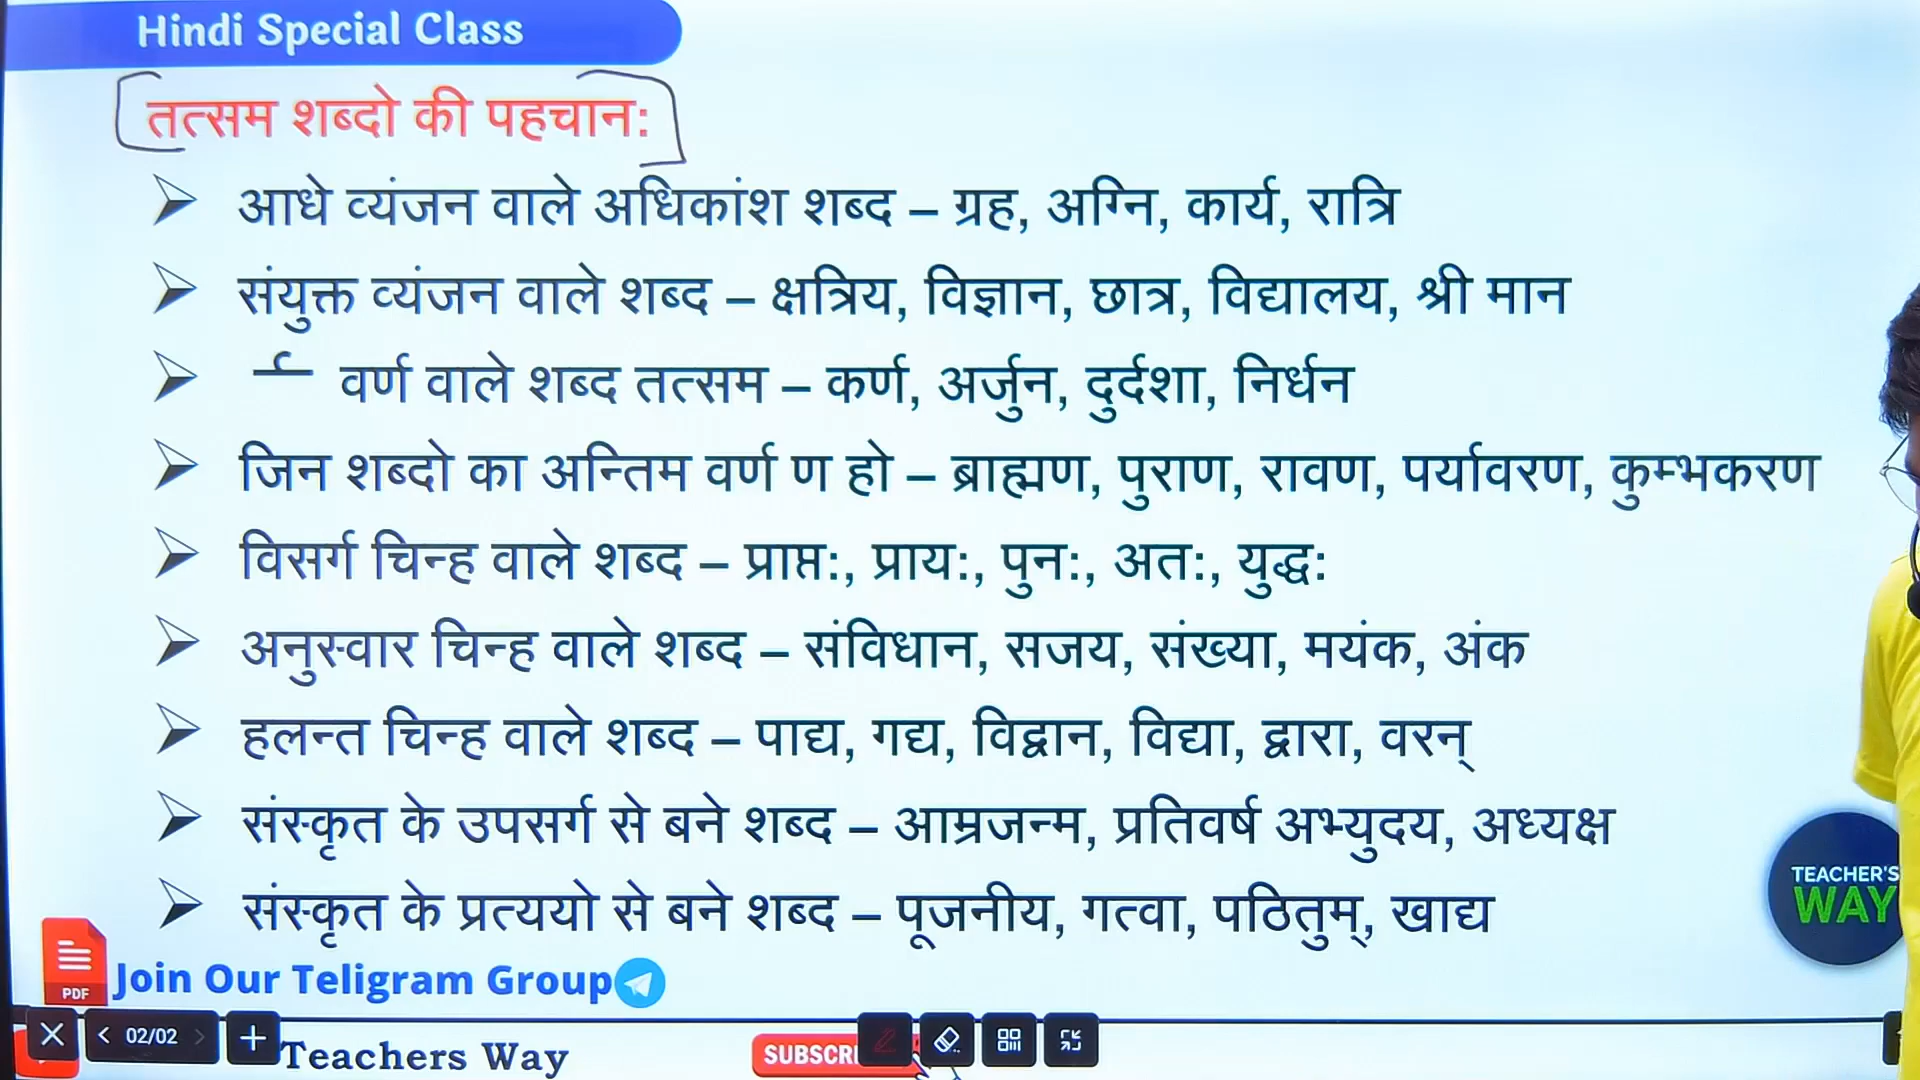 Hindi Special Class
तत्सम शब्दो की पहचान:
आधे व्यंजन वाले अधिकांश शब्द – ग्रह, अग्नि, कार्य, रात्रि
संयुक्त व्यंजन वाले शब्द – क्षत्रिय, विज्ञान, छात्र, विद्यालय, श्री मान
र्‍ वर्ण वाले शब्द तत्सम – कर्ण, अर्जुन, दुर्दशा, निर्धन
जिन शब्दो का अन्तिम वर्ण ण हो – ब्राह्मण, पुराण, रावण, पर्यावरण, कुम्भकरण
विसर्ग चिन्ह वाले शब्द – प्राप्त:, प्राय:, पुन:, अत:, युद्ध:
अनुस्वार चिन्ह वाले शब्द – संविधान, सजय, संख्या, मयंक, अंक
हलन्त चिन्ह वाले शब्द – पाद्य, गद्य, विद्वान, विद्या, द्वारा, वरन्
संस्कृत के उपसर्ग से बने शब्द – आम्रजन्म, प्रतिवर्ष अभ्युदय, अध्यक्ष
संस्कृत के प्रत्ययो से बने शब्द – पूजनीय, गत्वा, पठितुम्, खाद्य
TEACHER'S
WAY
PDF
Join Our Teligram Group
02/02
Teachers Way